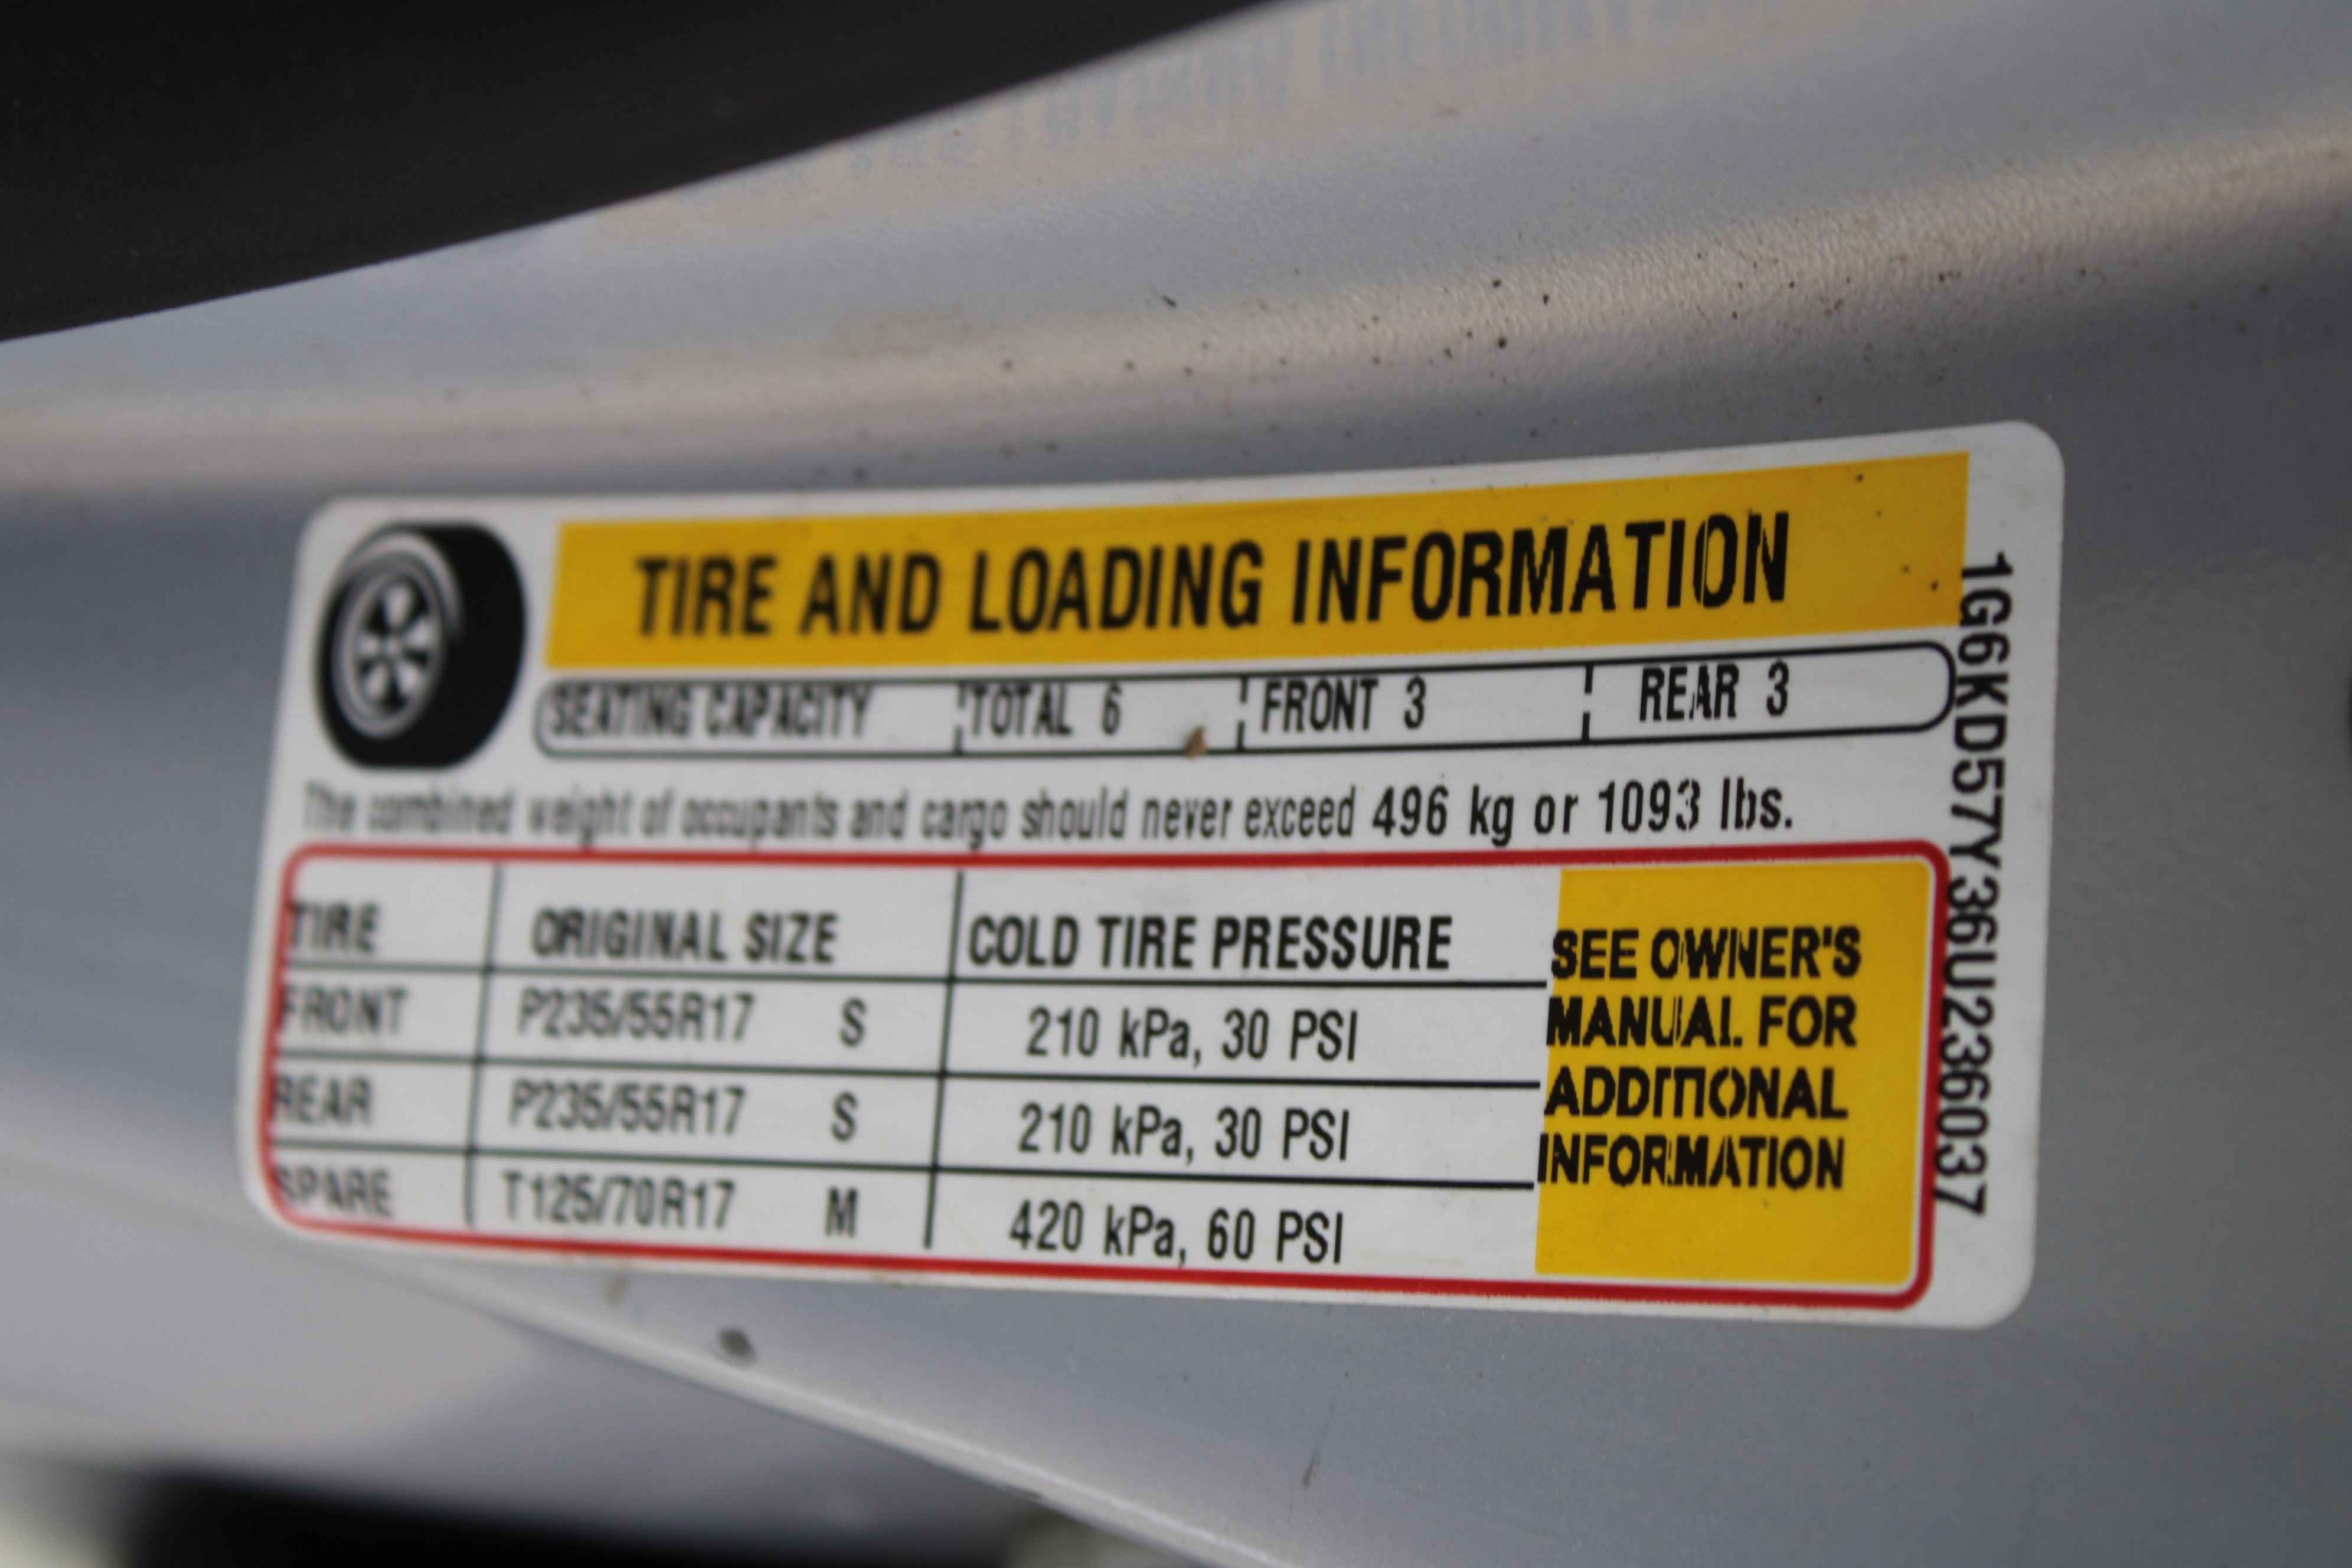 TIRE AND LOADING INFORMATION
SEATING CAPACITY TOTAL 6 FRONT 3 REAR 3
The combined weight of occupants and cargo should never exceed 496 kg or 1093 lbs.
TIRE ORIGINAL SIZE COLD TIRE PRESSURE
FRONT P235/55R17 S 210 kPa, 30 PSI
REAR P235/55R17 S 210 kPa, 30 PSI
SPARE T125/70R17 M 420 kPa, 60 PSI
SEE OWNER'S
MANUAL FOR
ADDITIONAL
INFORMATION
1G6KD57Y36U236037